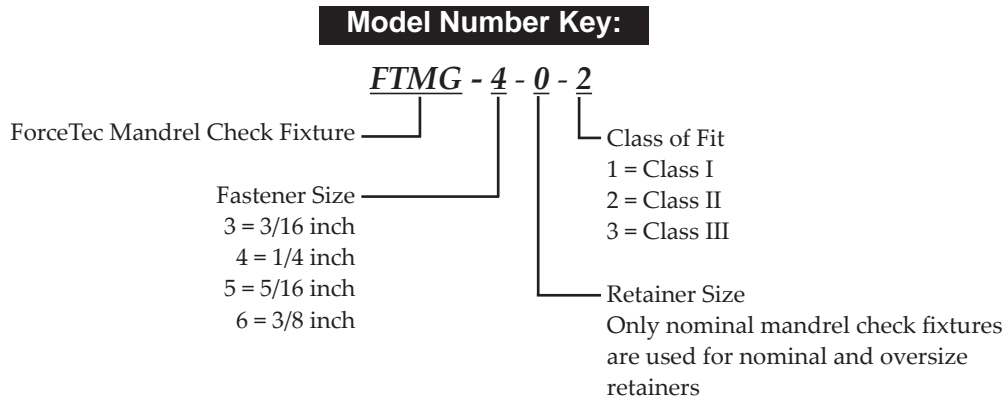 Model Number Key:
FTMG - 4 - 0 - 2
ForceTec Mandrel Check Fixture
Fastener Size
3 = 3/16 inch
4 = 1/4 inch
5 = 5/16 inch
6 = 3/8 inch
Class of Fit
1 = Class I
2 = Class II
3 = Class III
Retainer Size
Only nominal mandrel check fixtures
are used for nominal and oversize
retainers